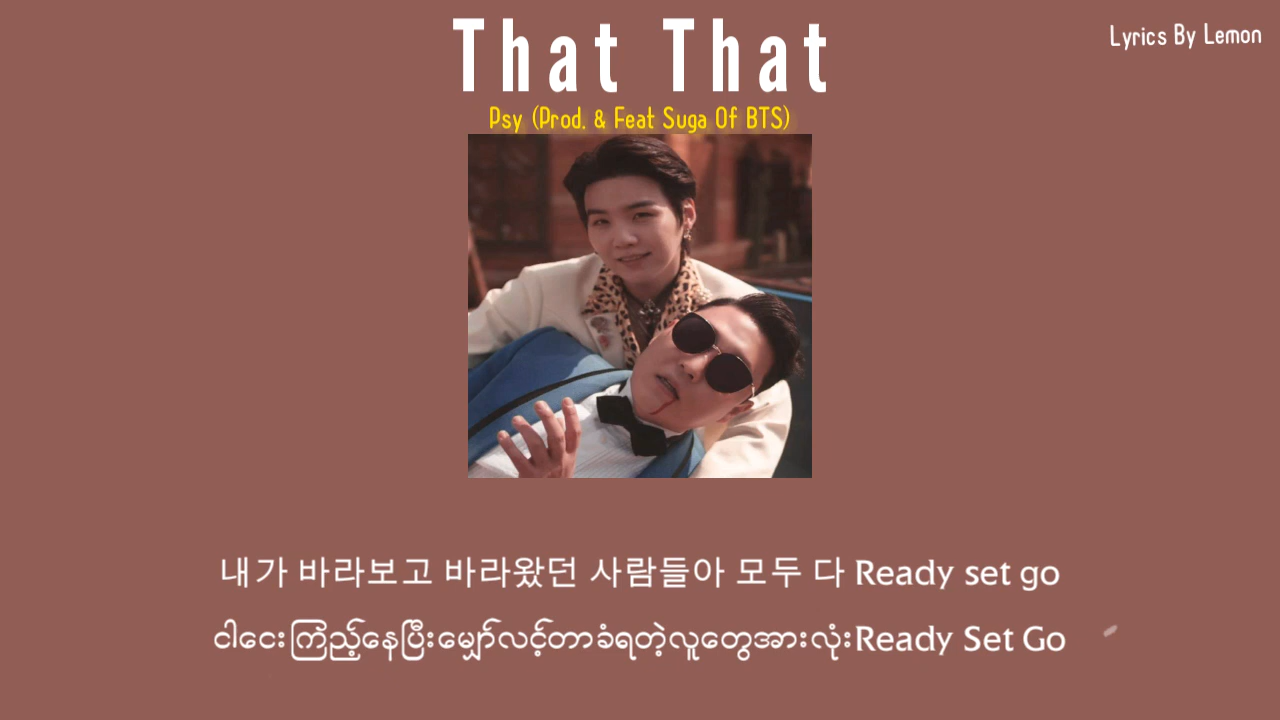 That That
Lyrics By Lemon
Psy (Prod. & Feat Suga Of BTS)
내가 바라보고 바라왔던 사람들아 모두 다 Ready set go
ငါငေးကြည့်နေပြီးမျှော်လင့်တာခံရတဲ့လူတွေအားလုံးReady Set Go